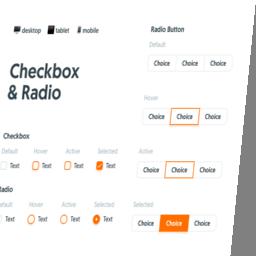 desktop tablet mobile
Checkbox
& Radio
Checkbox
Default Hover Active Selected
Text Text Text Text
Radio
Default Hover Active Selected
Text Text Text Text
Radio Button
Default
Choice Choice Choice
Hover
Choice Choice Choice
Active
Choice Choice Choice
Selected
Choice Choice Choice